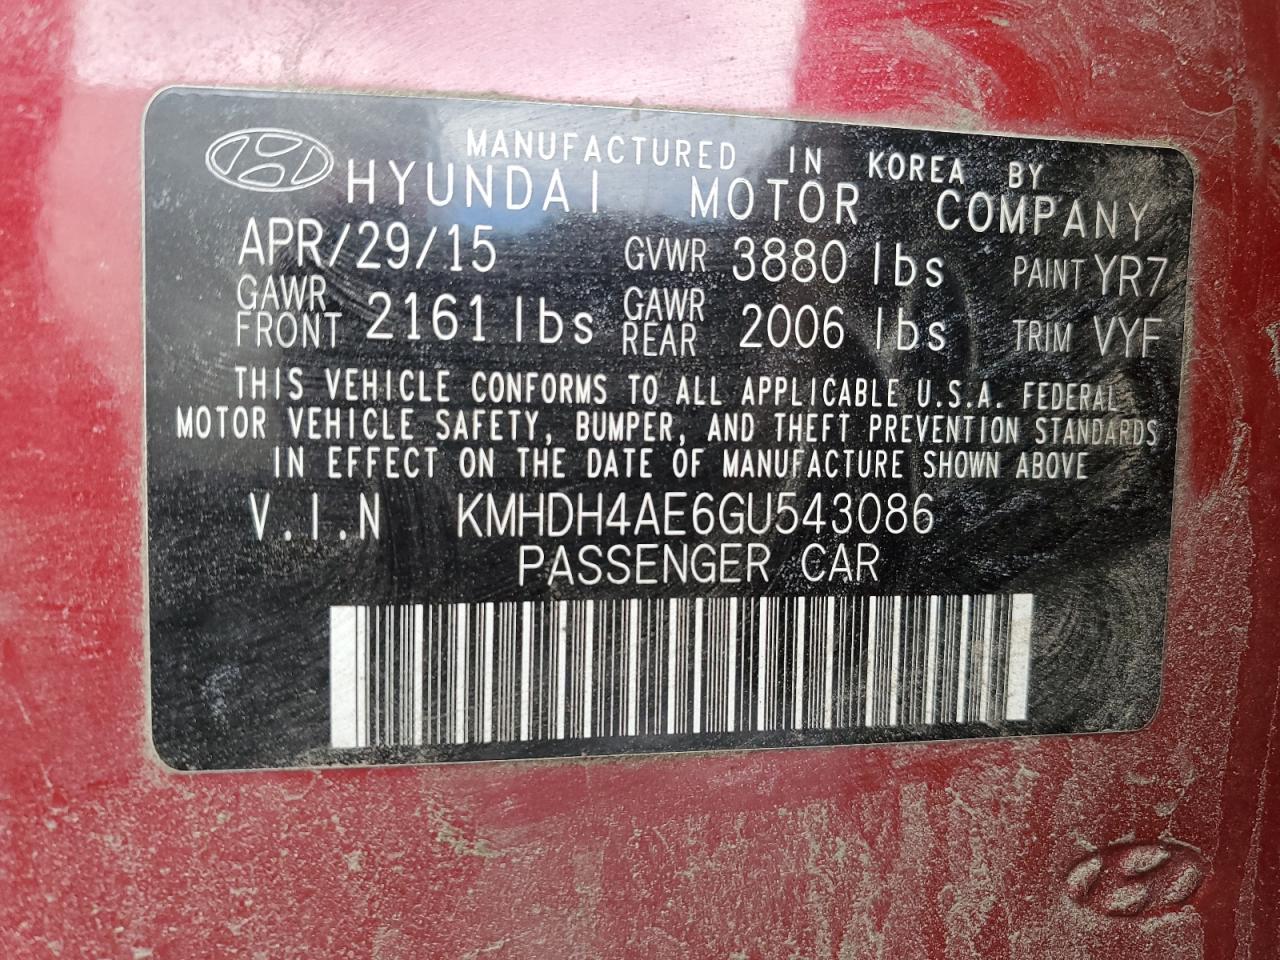 MANUFACTURED IN KOREA BY
HYUNDAI MOTOR COMPANY
APR/29/15 GVWR 3880 lbs PAINT YR7
GAWR FRONT 2161 lbs GAWR REAR 2006 lbs TRIM VYF
THIS VEHICLE CONFORMS TO ALL APPLICABLE U.S.A. FEDERAL
MOTOR VEHICLE SAFETY, BUMPER, AND THEFT PREVENTION STANDARDS
IN EFFECT ON THE DATE OF MANUFACTURE SHOWN ABOVE
V.I.N KMHDH4AE6GU543086
PASSENGER CAR